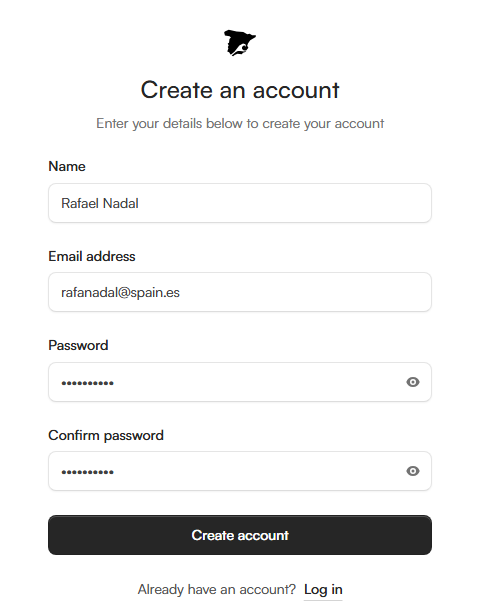 Create an account
Enter your details below to create your account
Name
Rafael Nadal
Email address
rafanadal@spain.es
Password
••••••••••
Confirm password
••••••••••
Create account
Already have an account? Log in